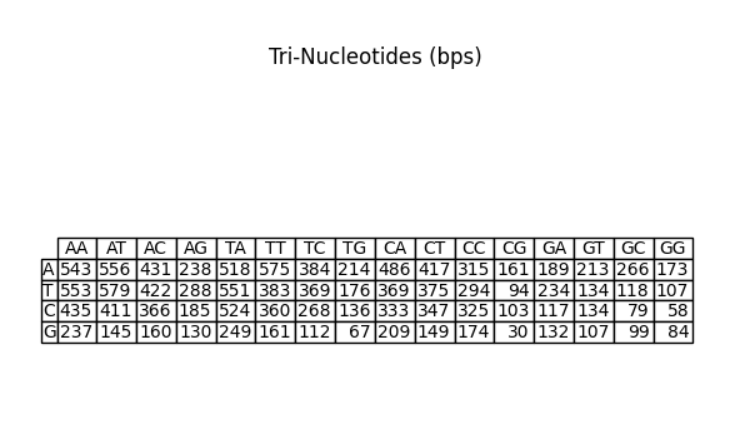 Tri-Nucleotides (bps)
AA AT AC AG TA TT TC TG CA CT CC CG GA GT GC GG
A 543 556 431 238 518 575 384 214 486 417 315 161 189 213 266 173
T 553 579 422 288 551 383 369 176 369 375 294 94 234 134 118 107
C 435 411 366 185 524 360 268 136 333 347 325 103 117 134 79 58
G 237 145 160 130 249 161 112 67 209 149 174 30 132 107 99 84